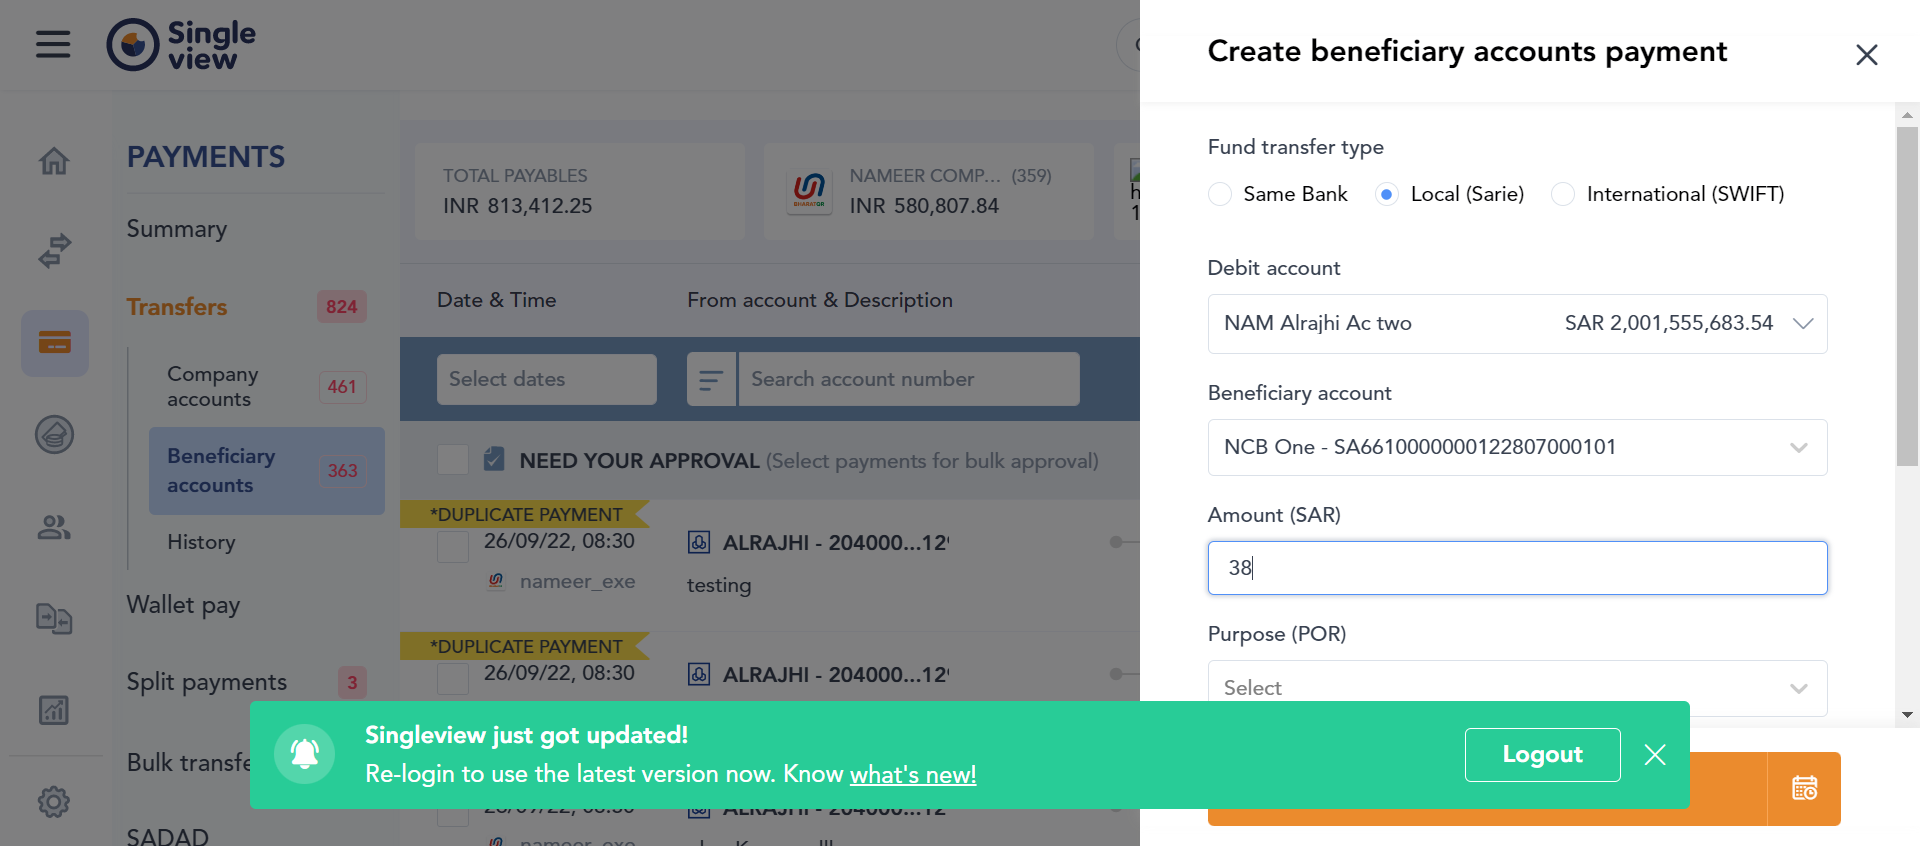 Single
view
PAYMENTS
Summary
Transfers 824
Company
accounts 461
Beneficiary
accounts 363
History
Wallet pay
Split payments 3
Bulk transfe
SADAD
TOTAL PAYABLES
INR 813,412.25
BHARATQR
NAMEER COMP... (359)
INR 580,807.84
h
1
Date & Time From account & Description
Select dates Search account number
NEED YOUR APPROVAL (Select payments for bulk approval)
*DUPLICATE PAYMENT
26/09/22, 08:30 ALRAJHI - 204000...12
nameer_exe testing
*DUPLICATE PAYMENT
26/09/22, 08:30 ALRAJHI - 204000...12
nameer_exe
Create beneficiary accounts payment
Fund transfer type
Same Bank Local (Sarie) International (SWIFT)
Debit account
NAM Alrajhi Ac two SAR 2,001,555,683.54
Beneficiary account
NCB One - SA6610000000122807000101
Amount (SAR)
38
Purpose (POR)
Select
Singleview just got updated!
Re-login to use the latest version now. Know what's new!
Logout